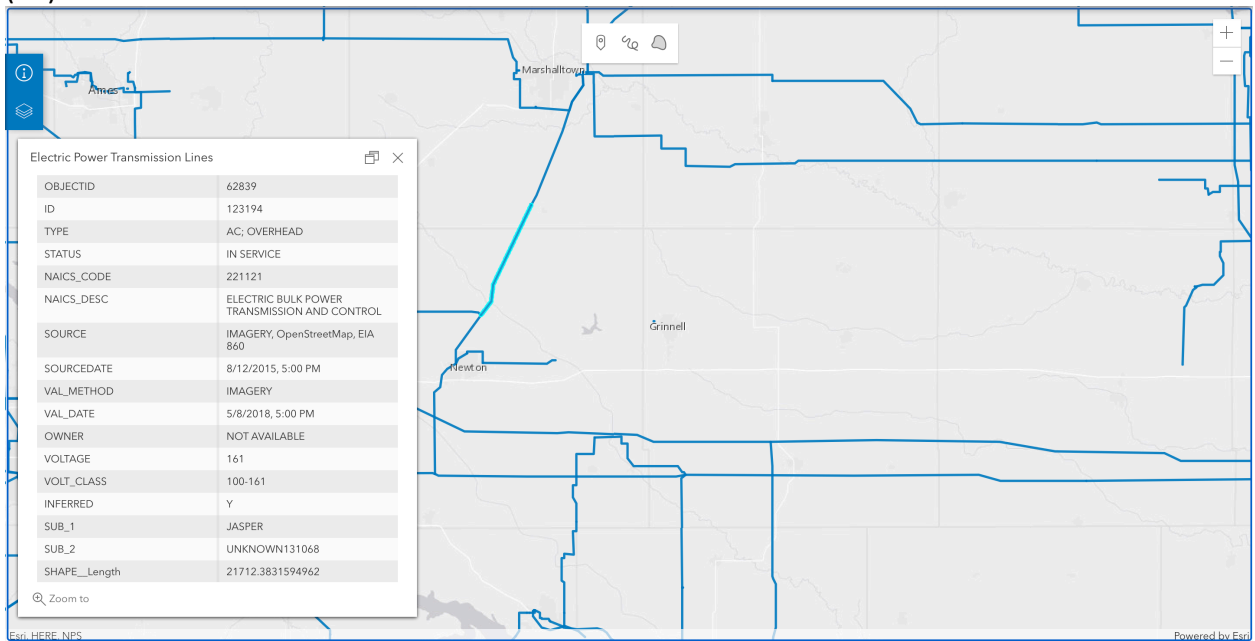 Marshalltown
Ames
Electric Power Transmission Lines
OBJECTID 62839
ID 123194
TYPE AC; OVERHEAD
STATUS IN SERVICE
NAICS_CODE 221121
NAICS_DESC ELECTRIC BULK POWER
TRANSMISSION AND CONTROL
SOURCE IMAGERY, OpenStreetMap, EIA
860
SOURCEDATE 8/12/2015, 5:00 PM
VAL_METHOD IMAGERY
VAL_DATE 5/8/2018, 5:00 PM
OWNER NOT AVAILABLE
VOLTAGE 161
VOLT_CLASS 100-161
INFERRED Y
SUB_1 JASPER
SUB_2 UNKNOWN131068
SHAPE__Length 21712.3831594962
Zoom to
Grinnell
Newton
Esri, HERE, NPS
Powered by Esri